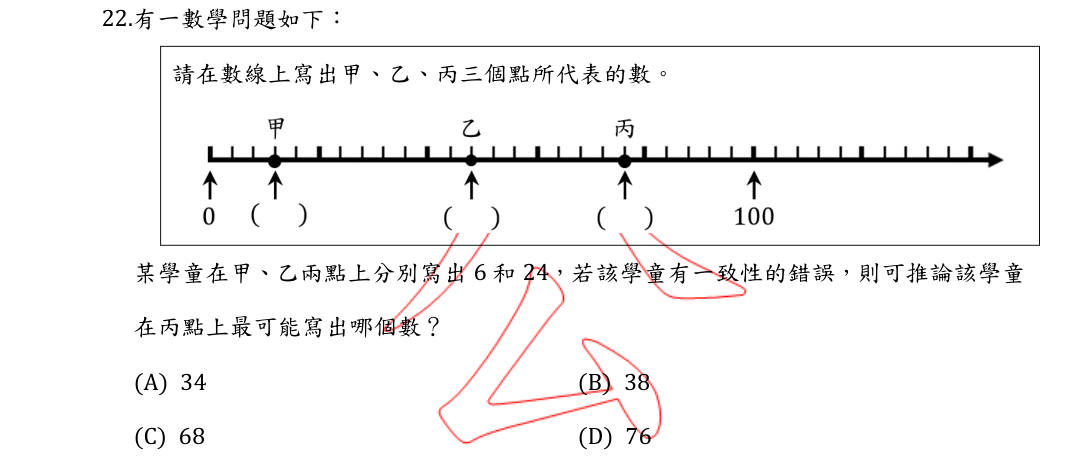 22.有一數學問題如下：
請在數線上寫出甲、乙、丙三個點所代表的數。
甲 乙 丙
0 ( ) ( ) ( ) 100
某學童在甲、乙兩點上分別寫出 6 和 24，若該學童有一致性的錯誤，則可推論該學童
在丙點上最可能寫出哪個數？
(A) 34 (B) 38
(C) 68 (D) 76